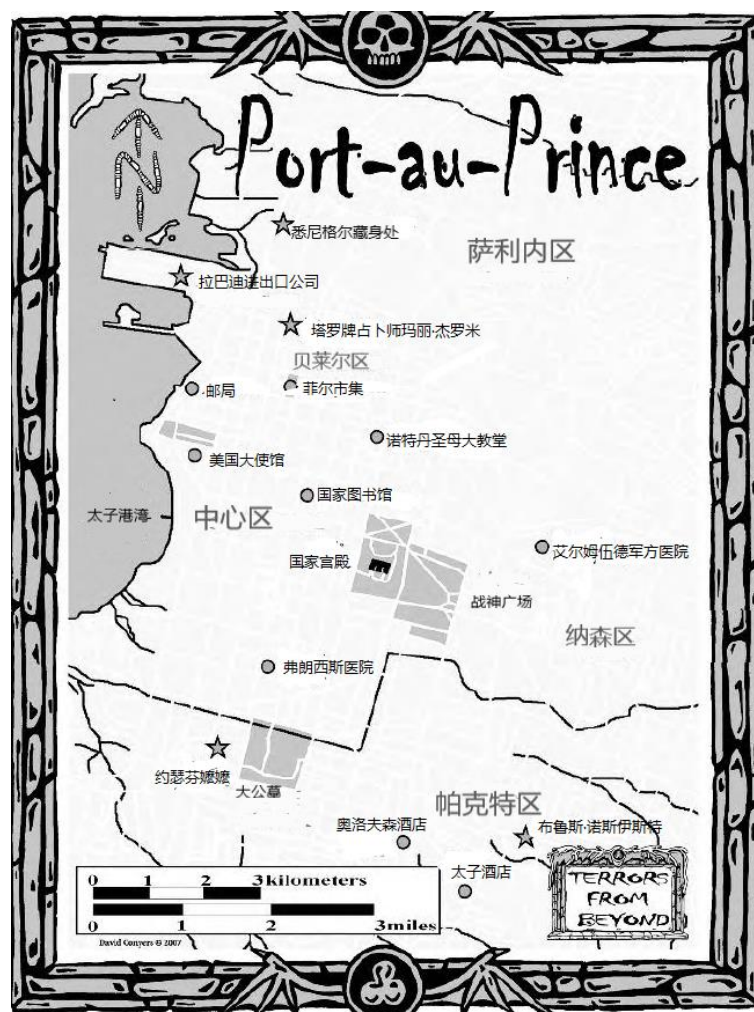 N
Port-au-Prince
悉尼格尔藏身处
萨利内区
拉巴迪进出口公司
塔罗牌占卜师玛丽·杰罗米
贝莱尔区
邮局
菲尔市集
诺特丹圣母大教堂
美国大使馆
国家图书馆
太子港湾
中心区
艾尔姆伍德军方医院
国家宫殿
战神广场
纳森区
弗朗西斯医院
约瑟芬嬷嬷
大公墓
帕克特区
奥洛夫森酒店
布鲁斯·诺斯伊斯特
太子酒店
0 1 2 3kilometers
0 1 2 3miles
David Conyers © 2007
TERRORS
FROM
BEYOND